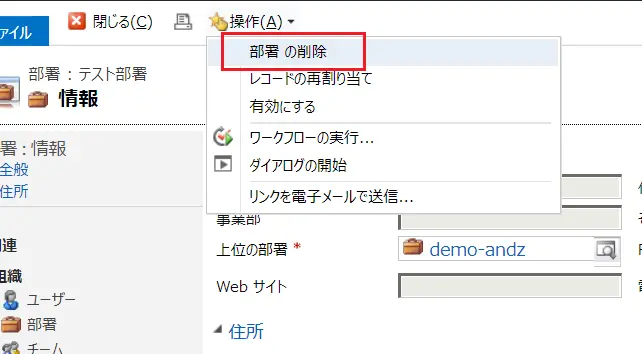 ァイル
閉じる(C)
操作(A)
部署 の削除
レコードの再割り当て
有効にする
ワークフローの実行...
ダイアログの開始
リンクを電子メールで送信...
部署 : テスト部署
情報
署 : 情報
全般
住所
組織
ユーザー
部署
チーム
事業部
上位の部署 *
demo-andz
Web サイト
住所